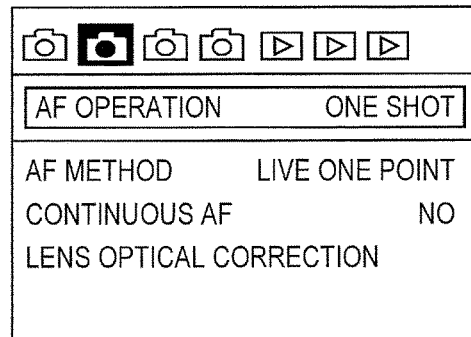 AF OPERATION ONE SHOT
AF METHOD LIVE ONE POINT
CONTINUOUS AF NO
LENS OPTICAL CORRECTION